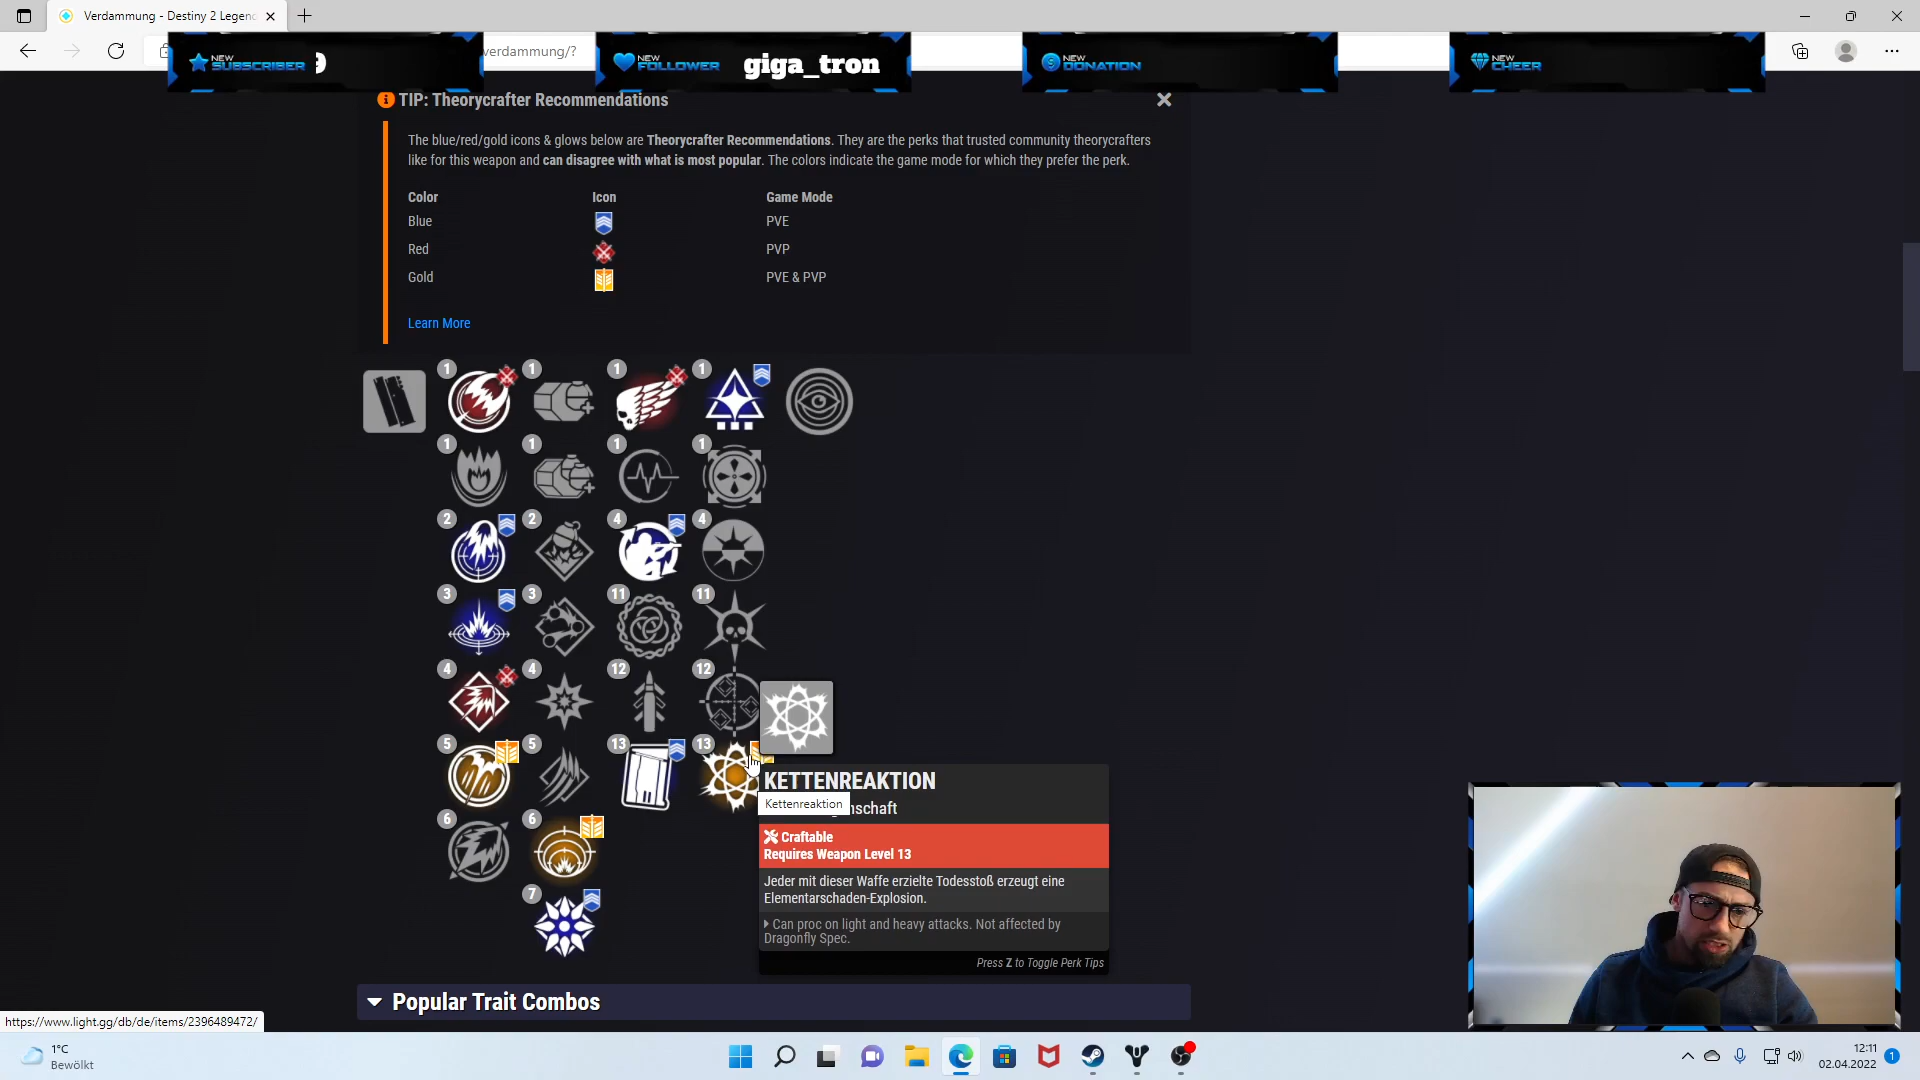 Verdammung - Destiny 2 Legen
verdammung/?
NEW SUBSCRIBER
NEW FOLLOWER giga_tron
NEW DONATION
NEW CHEER
TIP: Theorycrafter Recommendations
The blue/red/gold icons & glows below are Theorycrafter Recommendations. They are the perks that trusted community theorycrafters
like for this weapon and can disagree with what is most popular. The colors indicate the game mode for which they prefer the perk.
Color Icon Game Mode
Blue PVE
Red PVP
Gold PVE & PVP
Learn More
1 1 1 1
1 1 1 1
2 2 4 4
3 3 11 11
4 4 12 12
5 5 13 13
6 6
7
KETTENREAKTION
Kettenreaktion
nschaft
Craftable
Requires Weapon Level 13
Jeder mit dieser Waffe erzielte Todesstoß erzeugt eine
Elementarschaden-Explosion.
Can proc on light and heavy attacks. Not affected by
Dragonfly Spec.
Press Z to Toggle Perk Tips
Popular Trait Combos
https://www.light.gg/db/de/items/2396489472/
1°C
Bewölkt
12:11
02.04.2022
1